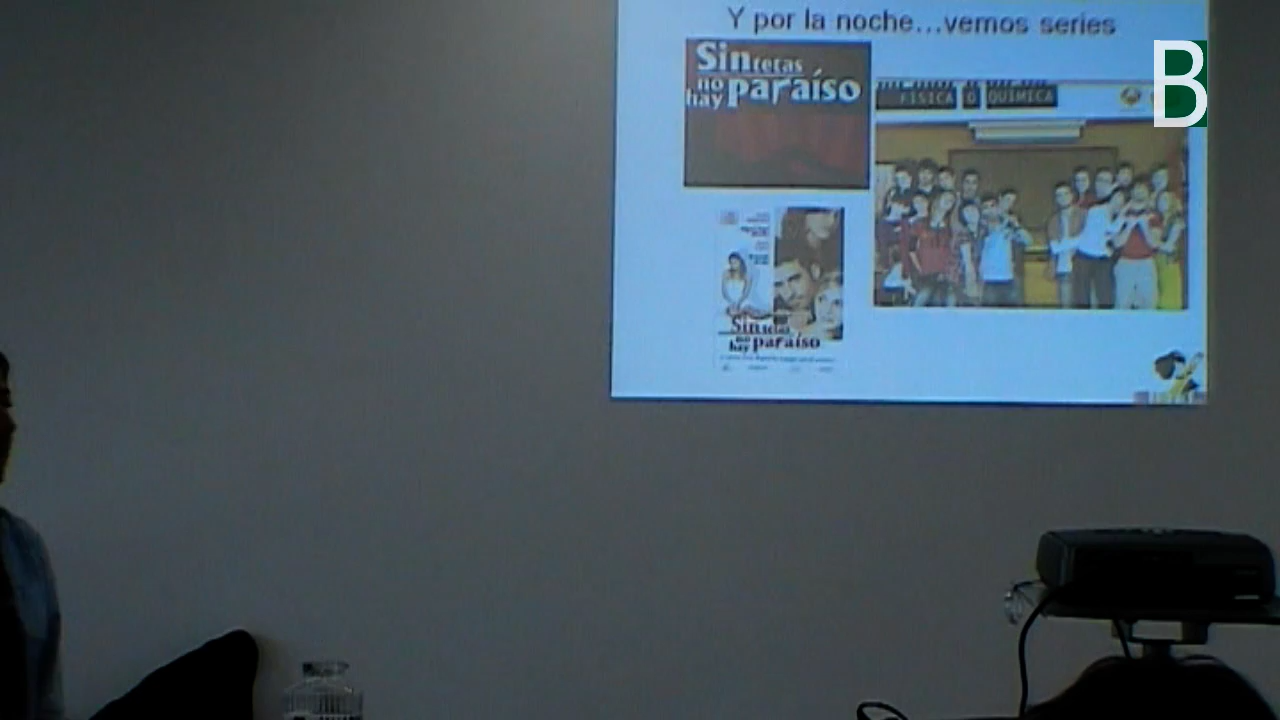 Y por la noche...vemos series
Sin tetas
no
hay paraíso
FÍSICA O QUÍMICA
B
Sin tetas
no
hay paraíso